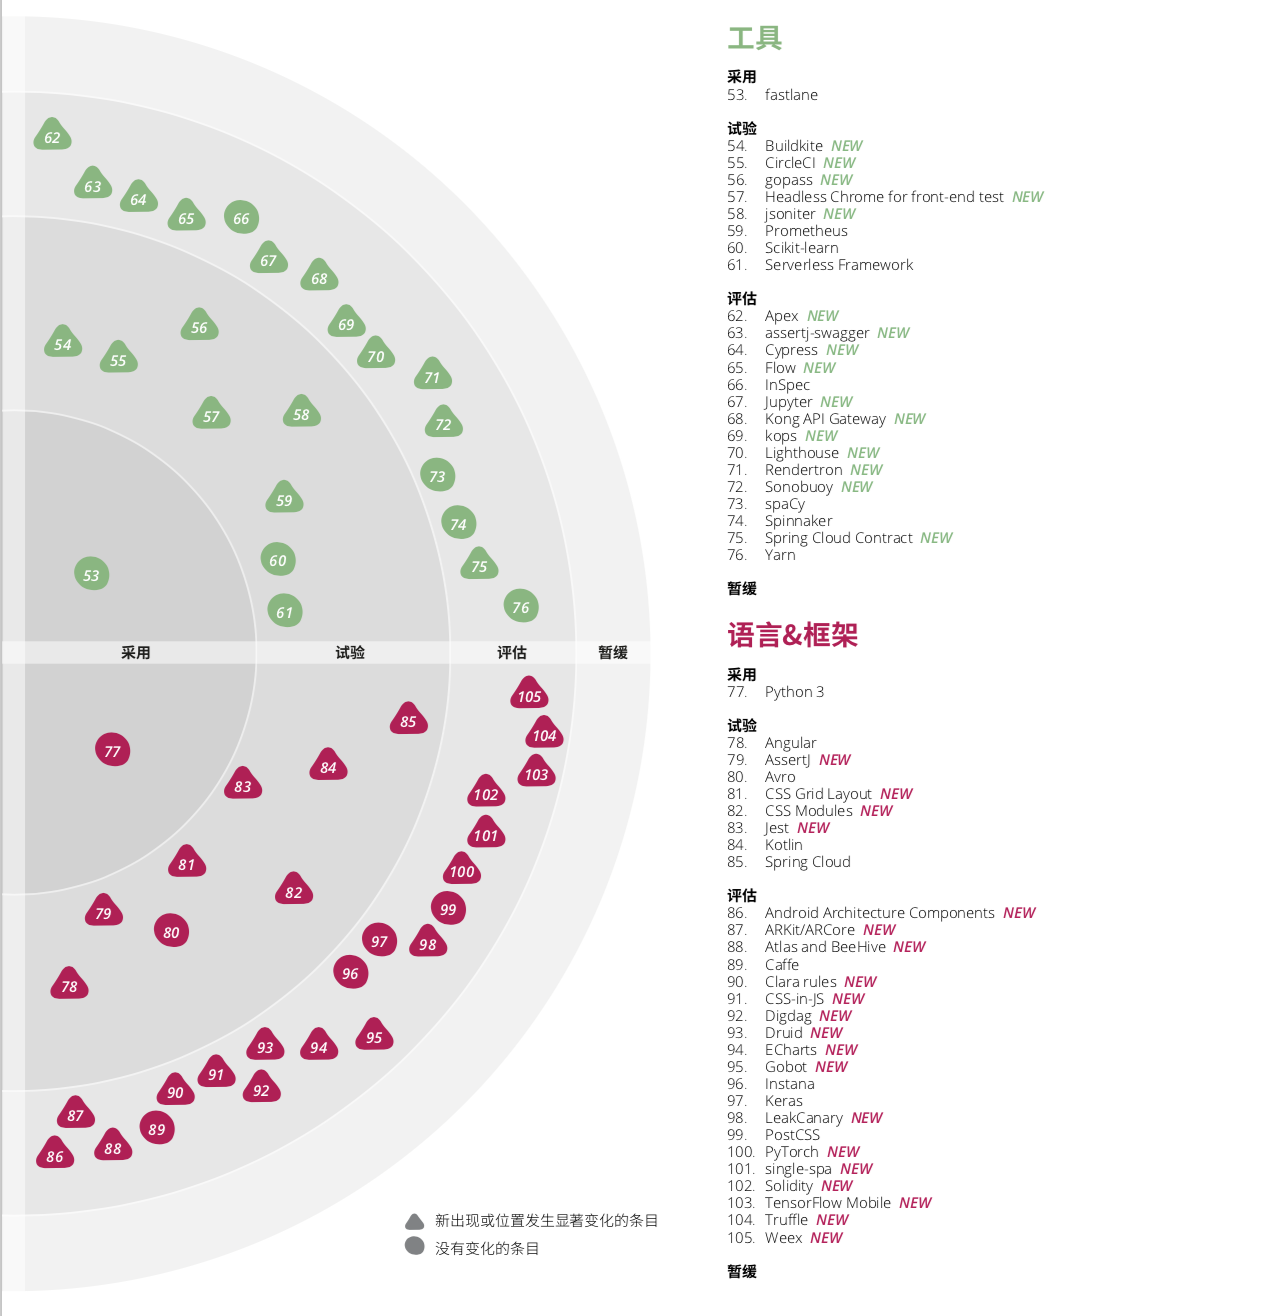 62
63
64
65
66
67
68
69
70
71
72
73
74
75
76
54
55
56
57
58
59
60
61
53
采用
试验
评估
暂缓
77
78
79
80
81
82
83
84
85
86
87
88
89
90
91
92
93
94
95
96
97
98
99
100
101
102
103
104
105
新出现或位置发生显著变化的条目
没有变化的条目
工具
采用
53. fastlane
试验
54. Buildkite NEW
55. CircleCI NEW
56. gopass NEW
57. Headless Chrome for front-end test NEW
58. jsoniter NEW
59. Prometheus
60. Scikit-learn
61. Serverless Framework
评估
62. Apex NEW
63. assertj-swagger NEW
64. Cypress NEW
65. Flow NEW
66. InSpec
67. Jupyter NEW
68. Kong API Gateway NEW
69. kops NEW
70. Lighthouse NEW
71. Rendertron NEW
72. Sonobuoy NEW
73. spaCy
74. Spinnaker
75. Spring Cloud Contract NEW
76. Yarn
暂缓
语言&框架
采用
77. Python 3
试验
78. Angular
79. AssertJ NEW
80. Avro
81. CSS Grid Layout NEW
82. CSS Modules NEW
83. Jest NEW
84. Kotlin
85. Spring Cloud
评估
86. Android Architecture Components NEW
87. ARKit/ARCore NEW
88. Atlas and BeeHive NEW
89. Caffe
90. Clara rules NEW
91. CSS-in-JS NEW
92. Digdag NEW
93. Druid NEW
94. ECharts NEW
95. Gobot NEW
96. Instana
97. Keras
98. LeakCanary NEW
99. PostCSS
100. PyTorch NEW
101. single-spa NEW
102. Solidity NEW
103. TensorFlow Mobile NEW
104. Truffle NEW
105. Weex NEW
暂缓